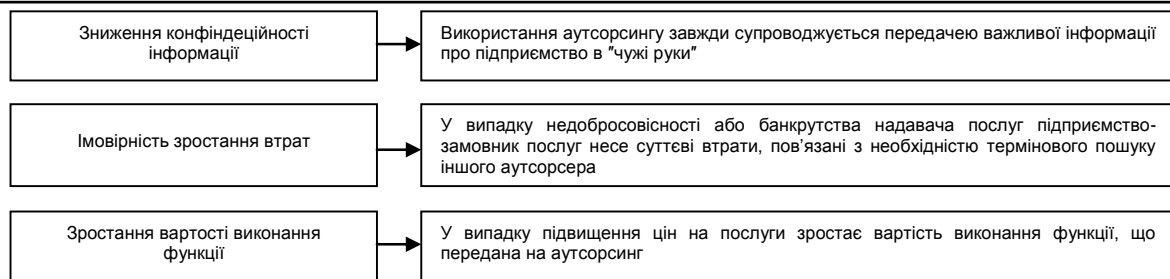 Зниження конфіндеційності
інформації
Використання аутсорсингу завжди супроводжується передачею важливої інформації
про підприємство в "чужі руки"
Імовірність зростання втрат
У випадку недобросовісності або банкрутства надавача послуг підприємство-
замовник послуг несе суттєві втрати, пов’язані з необхідністю термінового пошуку
іншого аутсорсера
Зростання вартості виконання
функції
У випадку підвищення цін на послуги зростає вартість виконання функції, що
передана на аутсорсинг